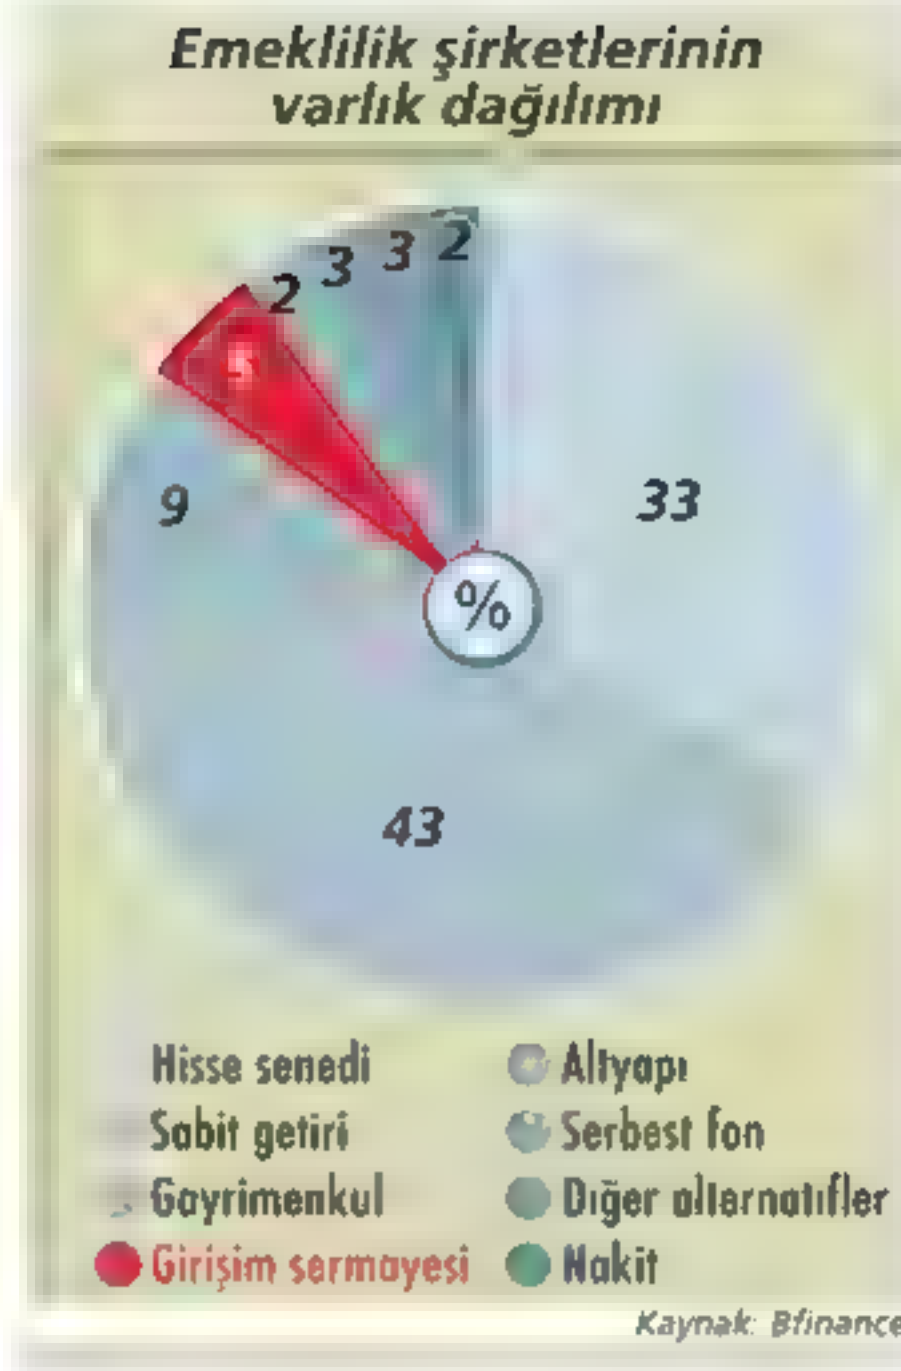 Emeklilik şirketlerinin
varlık dağılımı
2
3
3
2
5
9
33
%
43
Hisse senedi
Sabit getiri
Gayrimenkul
Girişim sermayesi
Altyapı
Serbest fon
Diğer alternatifler
Nakit
Kaynak: Bfinance